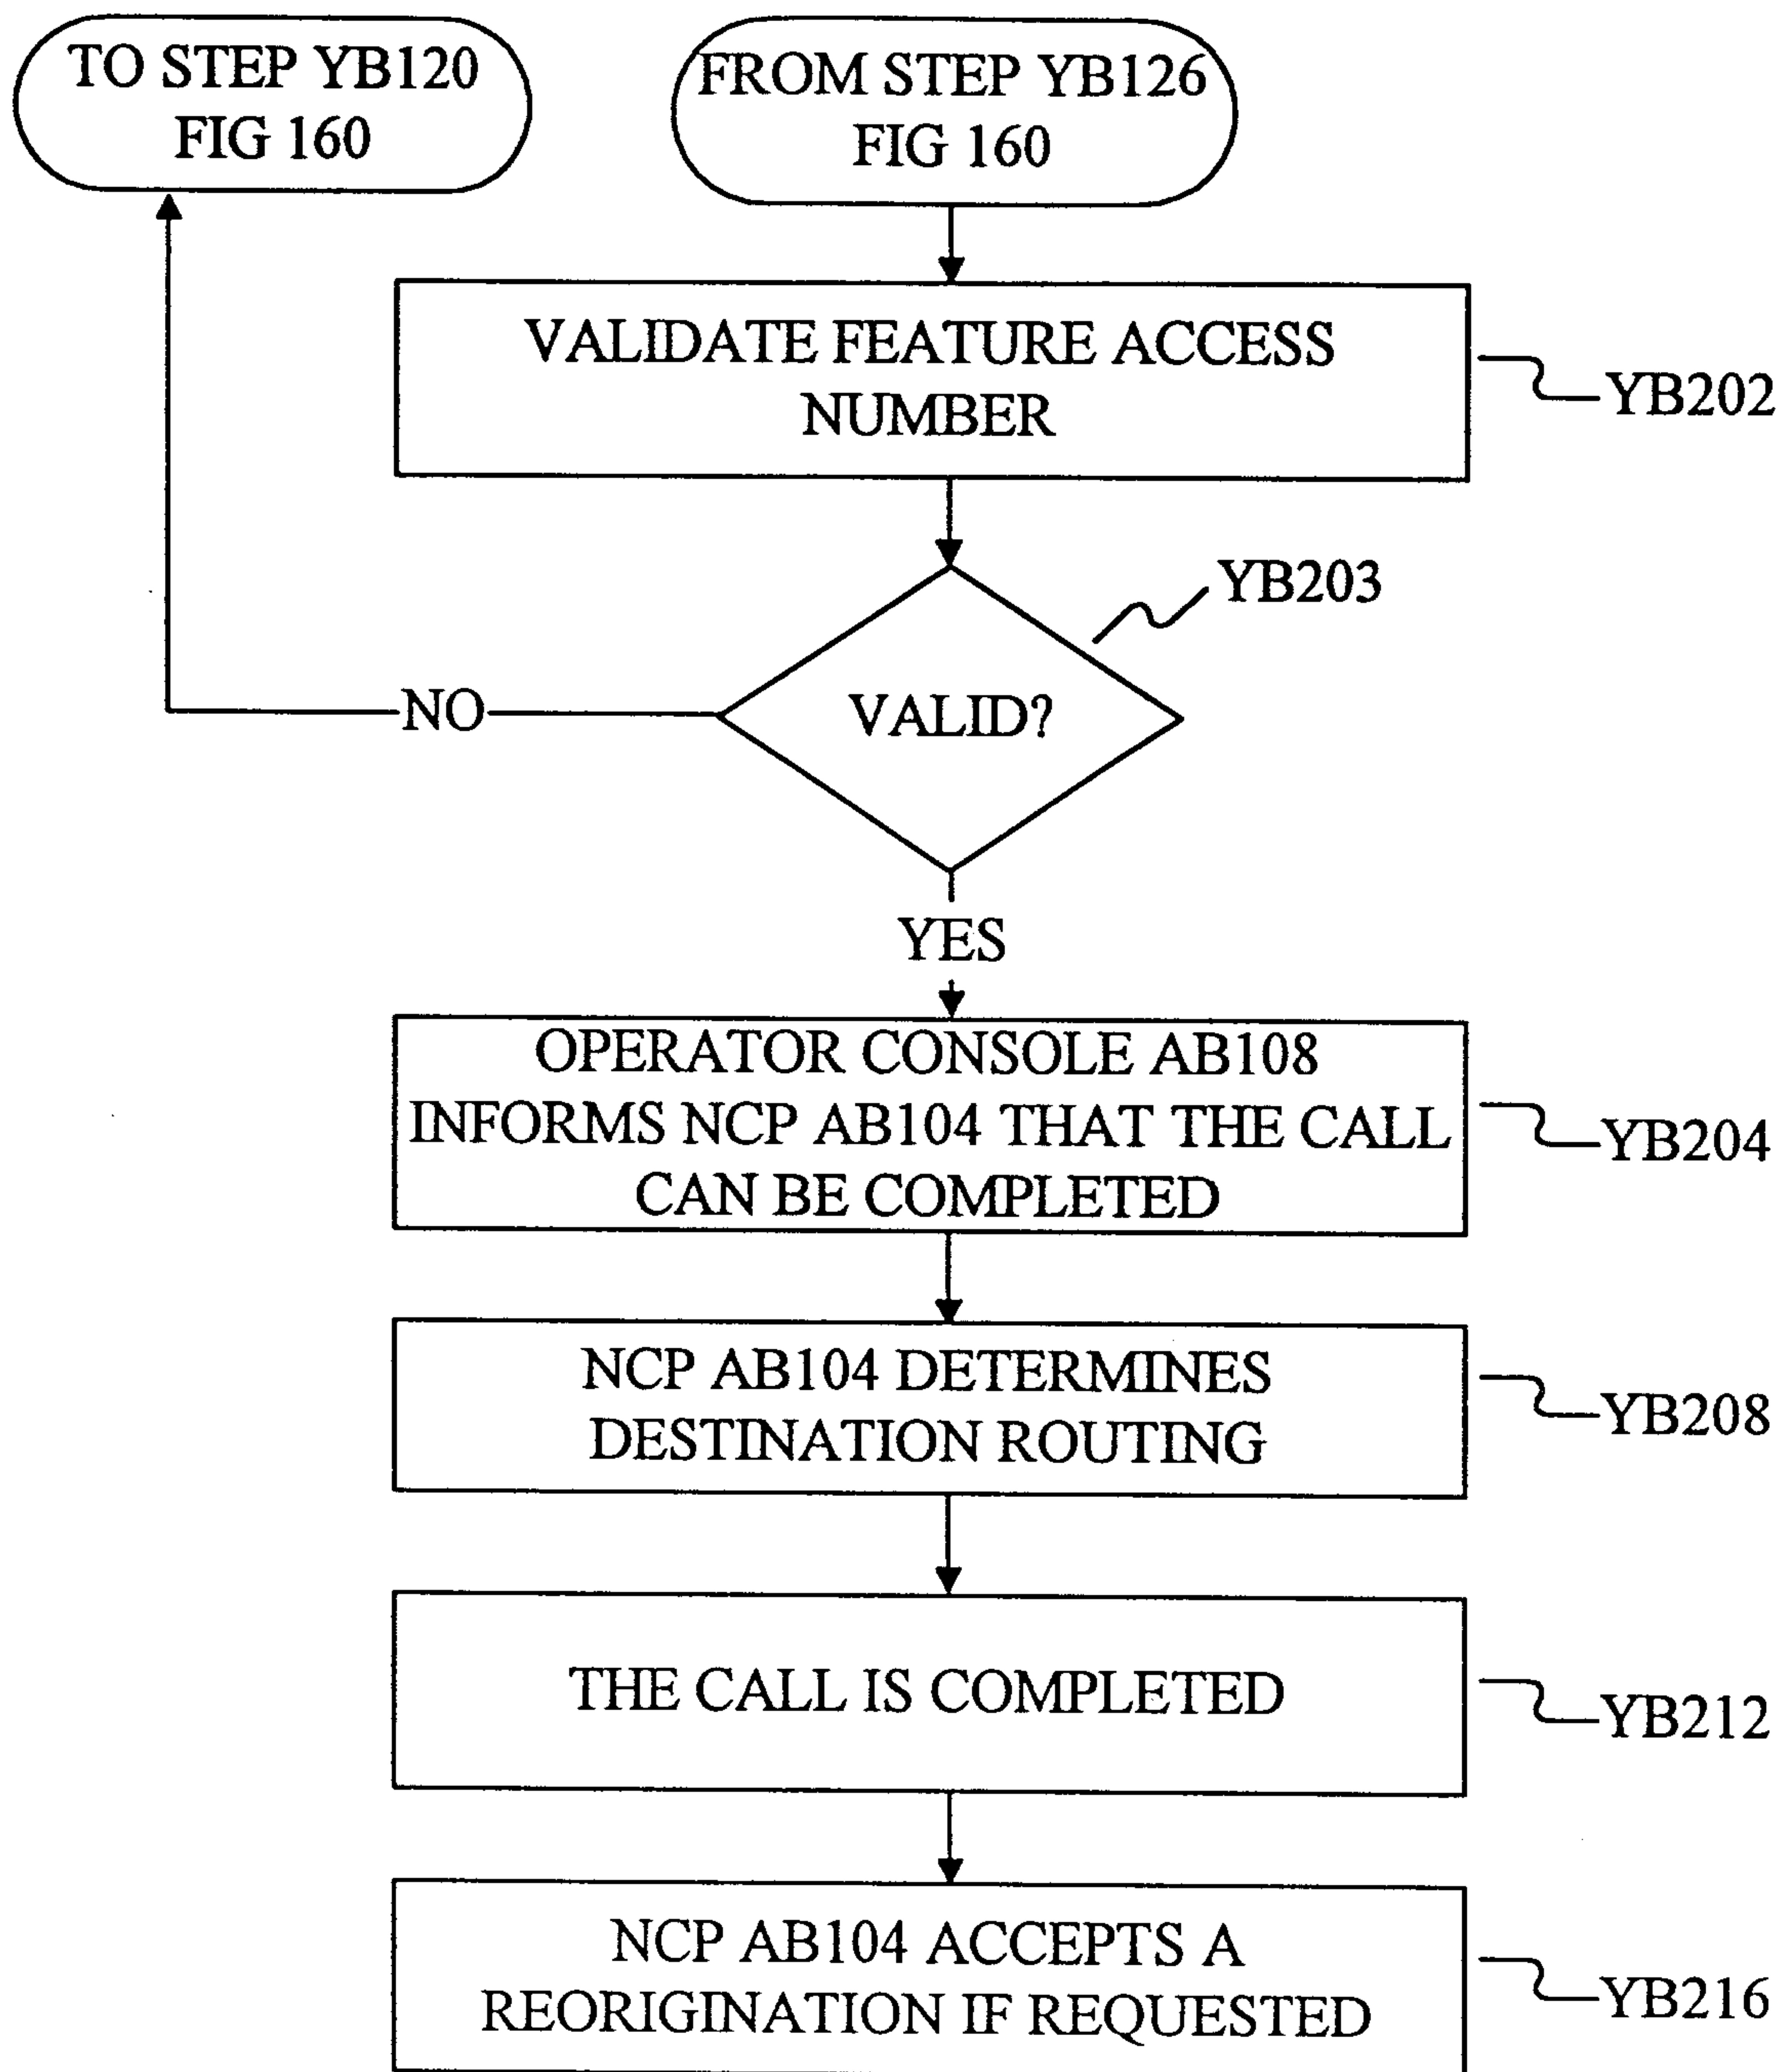 TO STEP YB120
FIG 160
FROM STEP YB126
FIG 160
VALIDATE FEATURE ACCESS
NUMBER
YB202
YB203
VALID?
NO
YES
OPERATOR CONSOLE AB108
INFORMS NCP AB104 THAT THE CALL
CAN BE COMPLETED
YB204
NCP AB104 DETERMINES
DESTINATION ROUTING
YB208
THE CALL IS COMPLETED
YB212
NCP AB104 ACCEPTS A
REORIGINATION IF REQUESTED
YB216